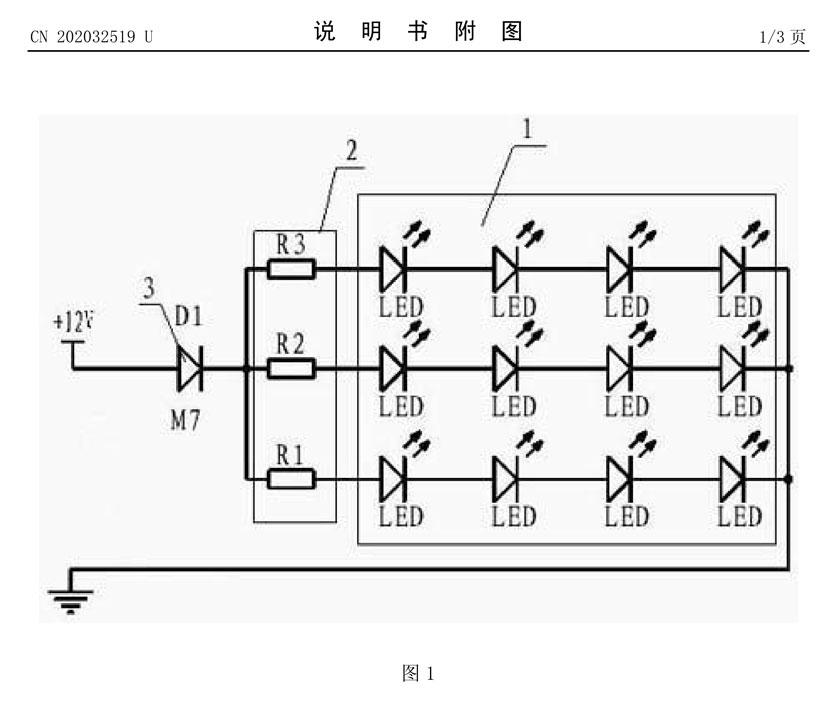 CN 202032519 U
说明书附图
1/3 页
1
2
R3
3
D1
+12V
LED LED LED LED
R2
M7
LED LED LED LED
R1
LED LED LED LED
图 1